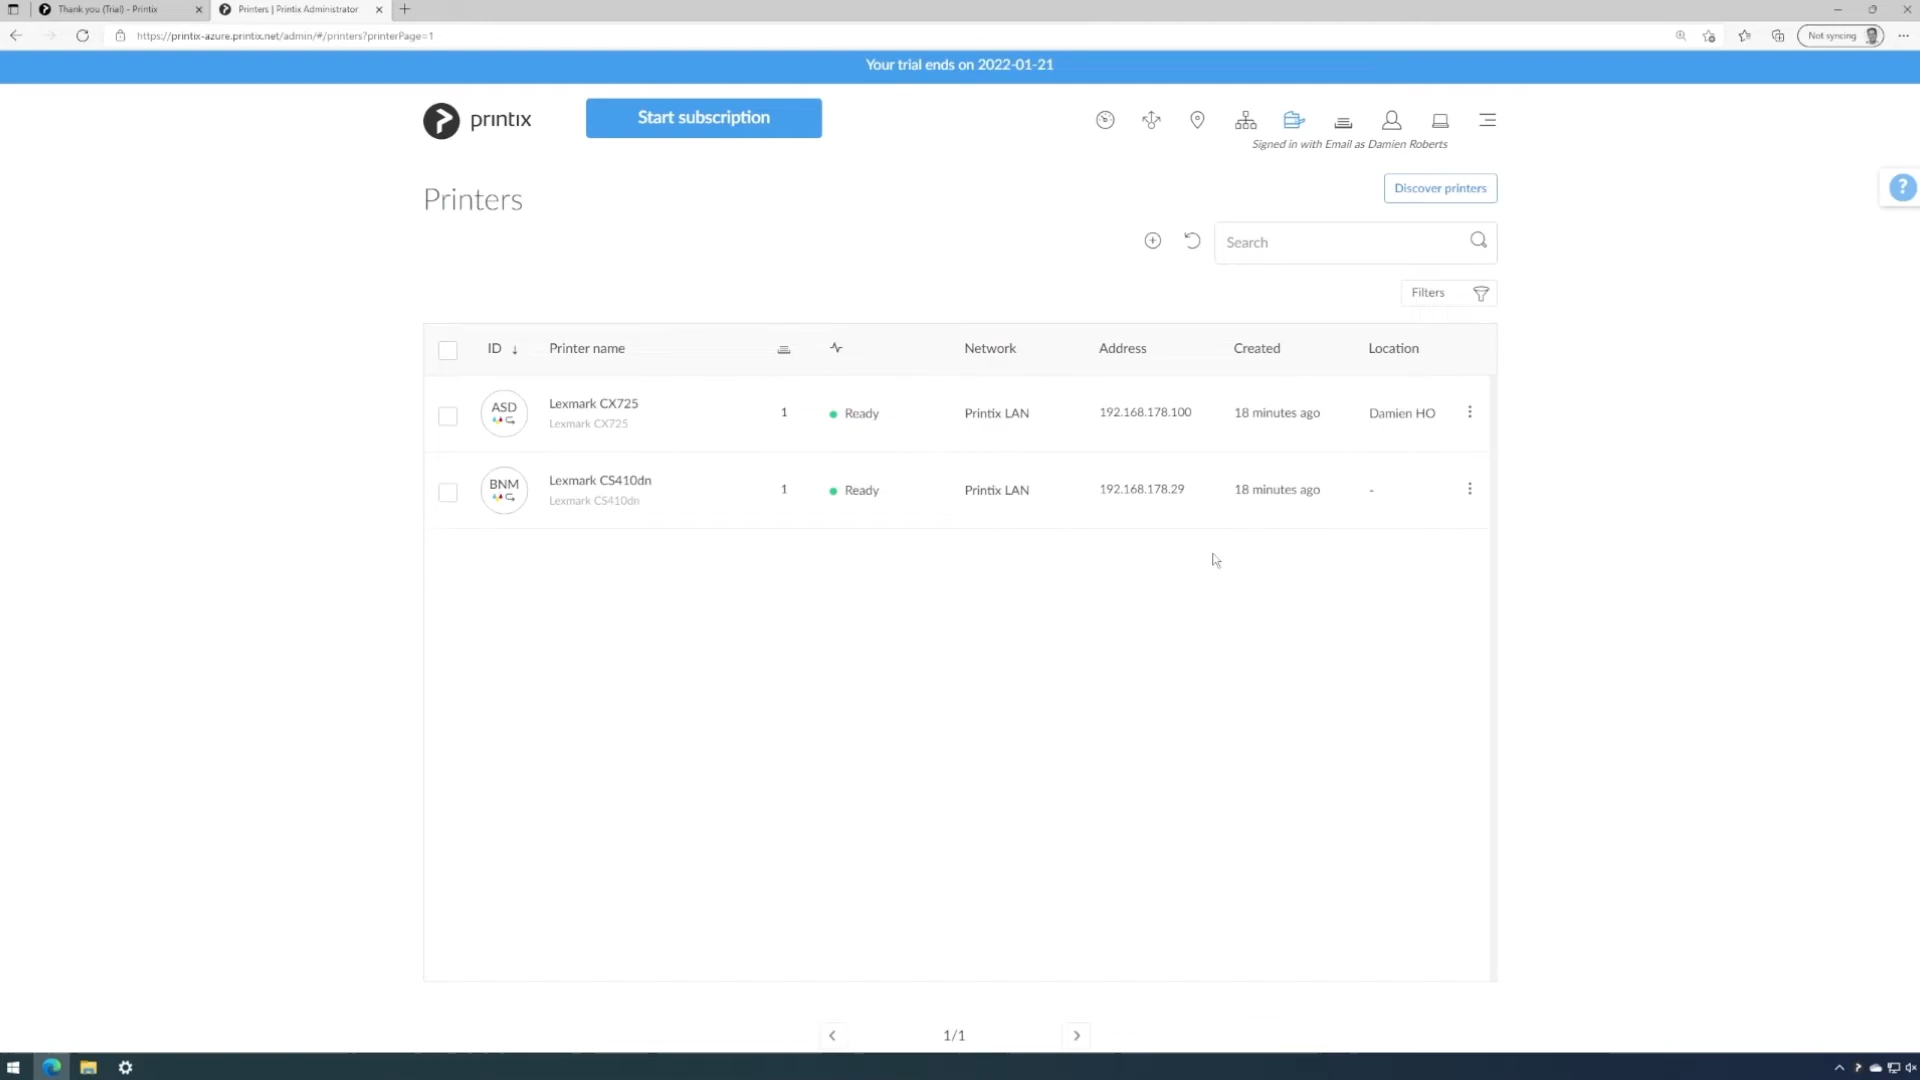 Thank you (Trial) - Printix
Printers | Printix Administrator
https://printix-azure.printix.net/admin/#/printers?printerPage=1
Not syncing
Your trial ends on 2022-01-21
printix
Start subscription
Signed in with Email as Damien Roberts
Printers
Discover printers
?
Search
Filters
ID ↓ Printer name Network Address Created Location
ASD Lexmark CX725 1 Ready Printix LAN 192.168.178.100 18 minutes ago Damien HO
Lexmark CX725
BNM Lexmark CS410dn 1 Ready Printix LAN 192.168.178.29 18 minutes ago -
Lexmark CS410dn
1/1